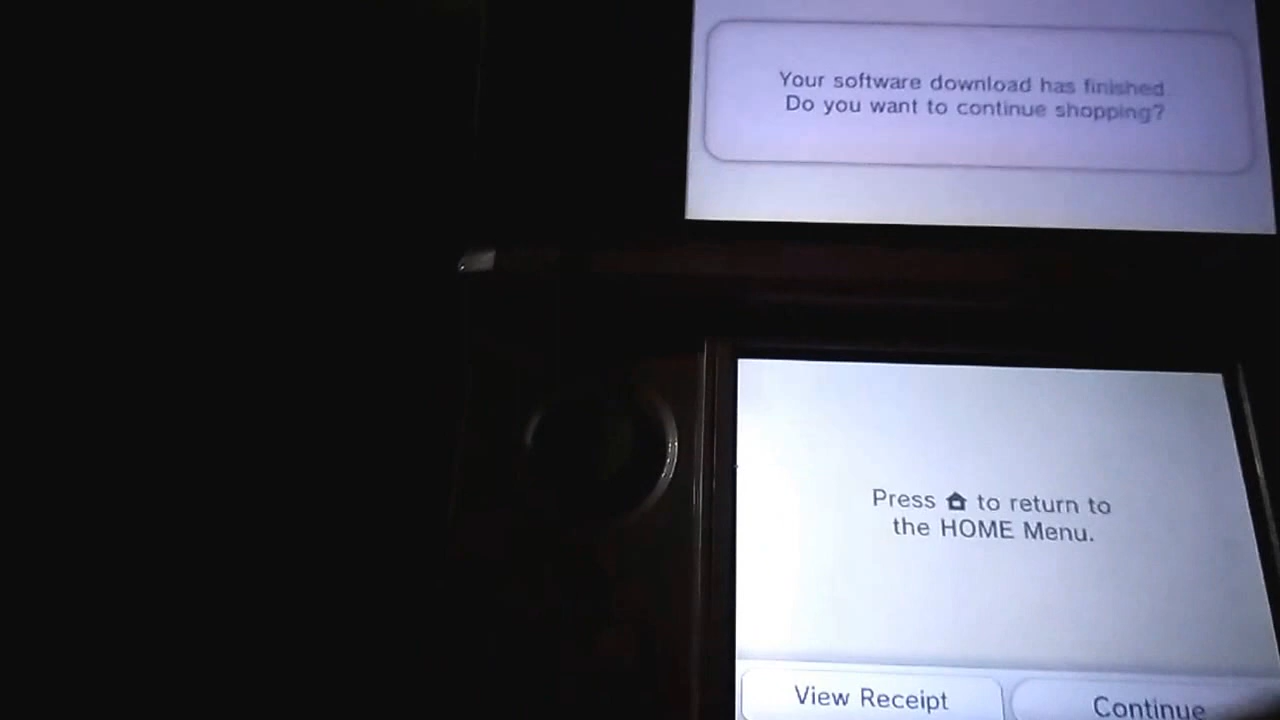 Your software download has finished.
Do you want to continue shopping?
Press to return to
the HOME Menu.
View Receipt
Continue